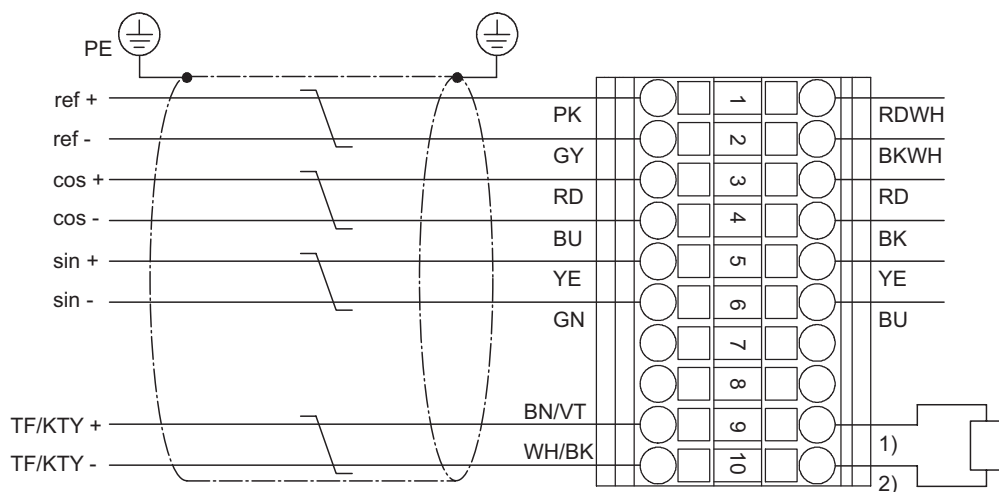 PE
ref + PK 1 RDWH
ref - GY 2 BKWH
cos + RD 3 RD
cos - BU 4 BK
sin + YE 5 YE
sin - GN 6 BU
7
8
TF/KTY + BN/VT 9 1)
TF/KTY - WH/BK 10 2)